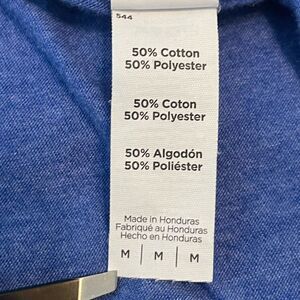 544
50% Cotton
50% Polyester
50% Coton
50% Polyester
50% Algodón
50% Poliéster
Made in Honduras
Fabriqué au Honduras
Hecho en Honduras
M | M | M